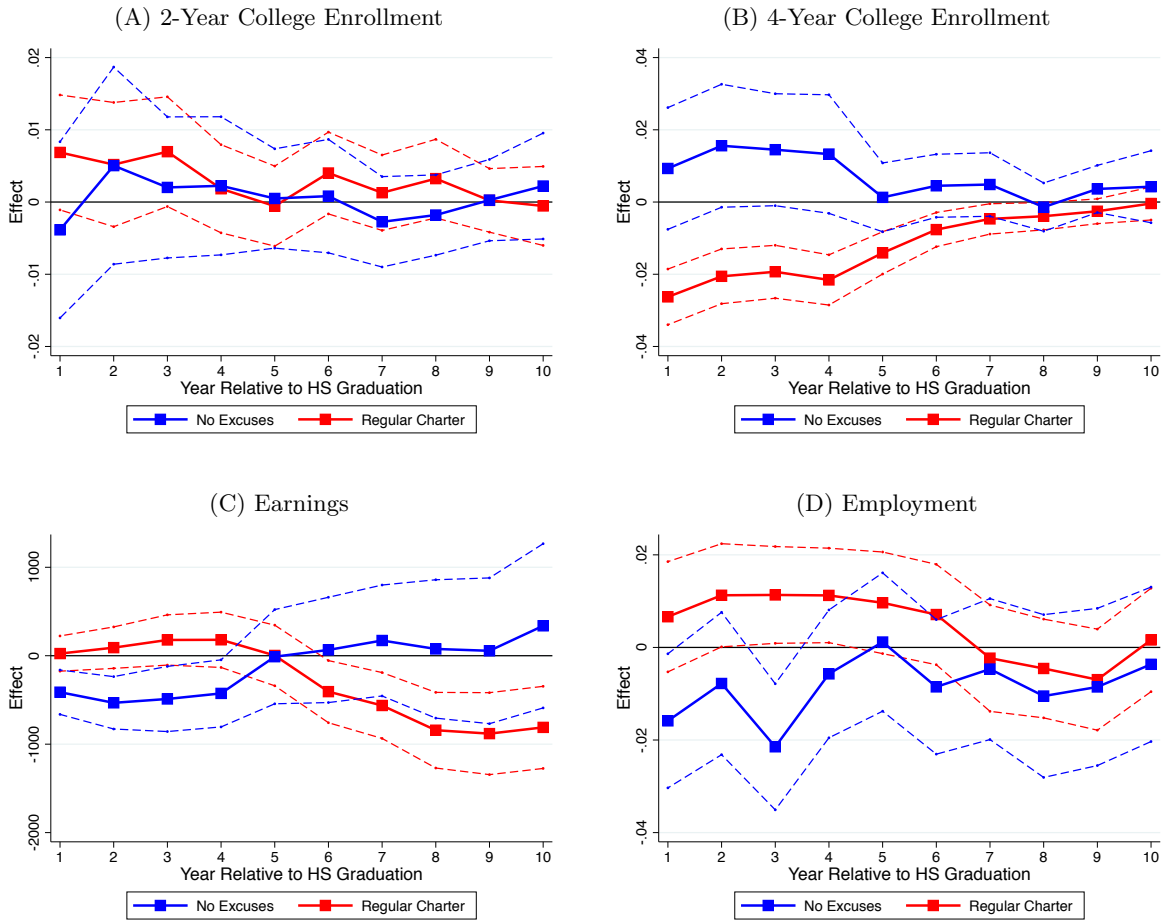 (A) 2-Year College Enrollment
.02
.01
0
-.01
-.02
Effect
1 2 3 4 5 6 7 8 9 10
Year Relative to HS Graduation
No Excuses Regular Charter
(B) 4-Year College Enrollment
.04
.02
0
-.02
-.04
Effect
1 2 3 4 5 6 7 8 9 10
Year Relative to HS Graduation
No Excuses Regular Charter
(C) Earnings
1000
0
-1000
-2000
Effect
1 2 3 4 5 6 7 8 9 10
Year Relative to HS Graduation
No Excuses Regular Charter
(D) Employment
.02
0
-.02
-.04
Effect
1 2 3 4 5 6 7 8 9 10
Year Relative to HS Graduation
No Excuses Regular Charter